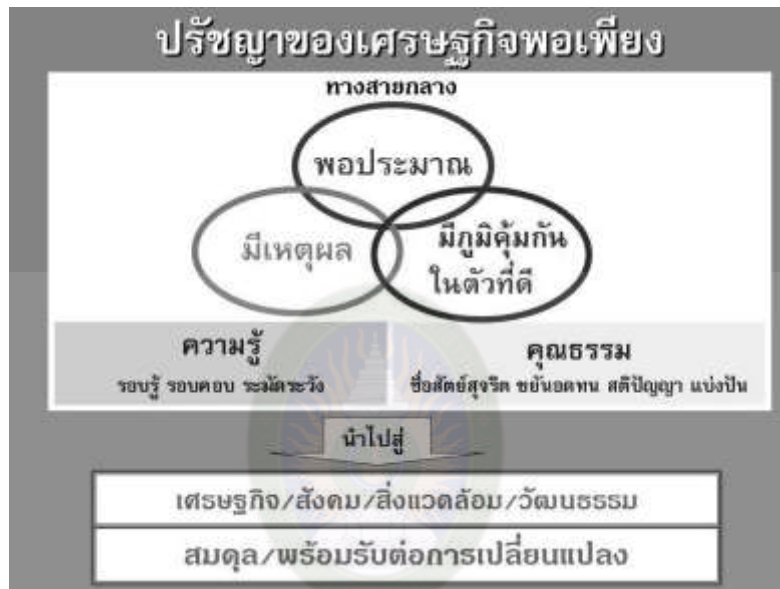 ปรัชญาของเศรษฐกิจพอเพียง
ทางสายกลาง
พอประมาณ
มีเหตุผล
มีภูมิคุ้มกัน
ในตัวที่ดี
ความรู้
รอบรู้ รอบคอบ ระมัดระวัง
คุณธรรม
ซื่อสัตย์สุจริต ขยันอดทน สติปัญญา แบ่งปัน
นำไปสู่
เศรษฐกิจ/สังคม/สิ่งแวดล้อม/วัฒนธรรม
สมดุล/พร้อมรับต่อการเปลี่ยนแปลง